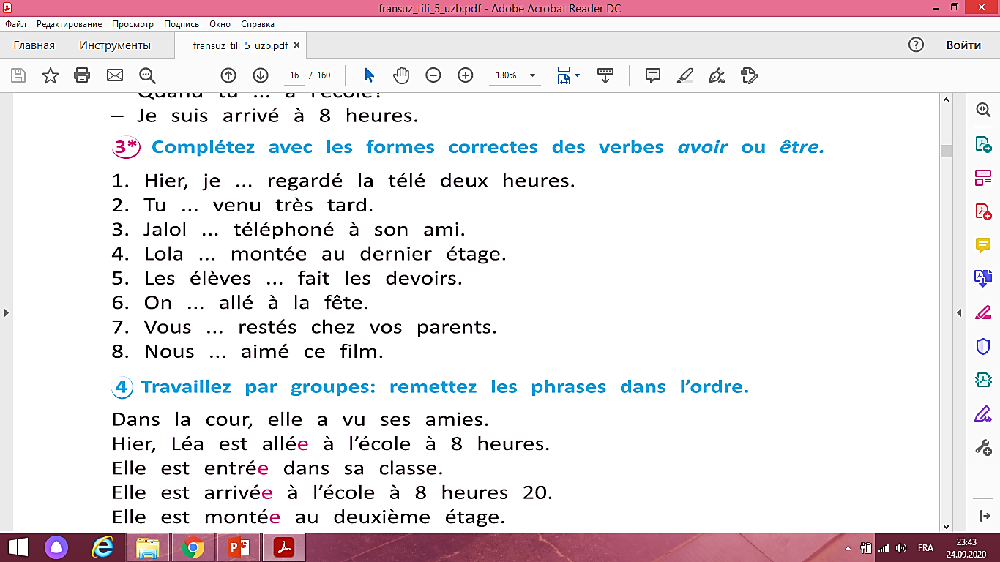 fransuz_tili_5_uzb.pdf - Adobe Acrobat Reader DC
Файл Редактирование Просмотр Подпись Окно Справка
Главная Инструменты fransuz_tili_5_uzb.pdf × Войти
16 / 160 130%
Quand tu ... à l'école?
– Je suis arrivé à 8 heures.
3* Complétez avec les formes correctes des verbes avoir ou être.
1. Hier, je ... regardé la télé deux heures.
2. Tu ... venu très tard.
3. Jalol ... téléphoné à son ami.
4. Lola ... montée au dernier étage.
5. Les élèves ... fait les devoirs.
6. On ... allé à la fête.
7. Vous ... restés chez vos parents.
8. Nous ... aimé ce film.
4 Travaillez par groupes: remettez les phrases dans l’ordre.
Dans la cour, elle a vu ses amies.
Hier, Léa est allée à l’école à 8 heures.
Elle est entrée dans sa classe.
Elle est arrivée à l’école à 8 heures 20.
Elle est montée au deuxième étage.
FRA
23:43
24.09.2020